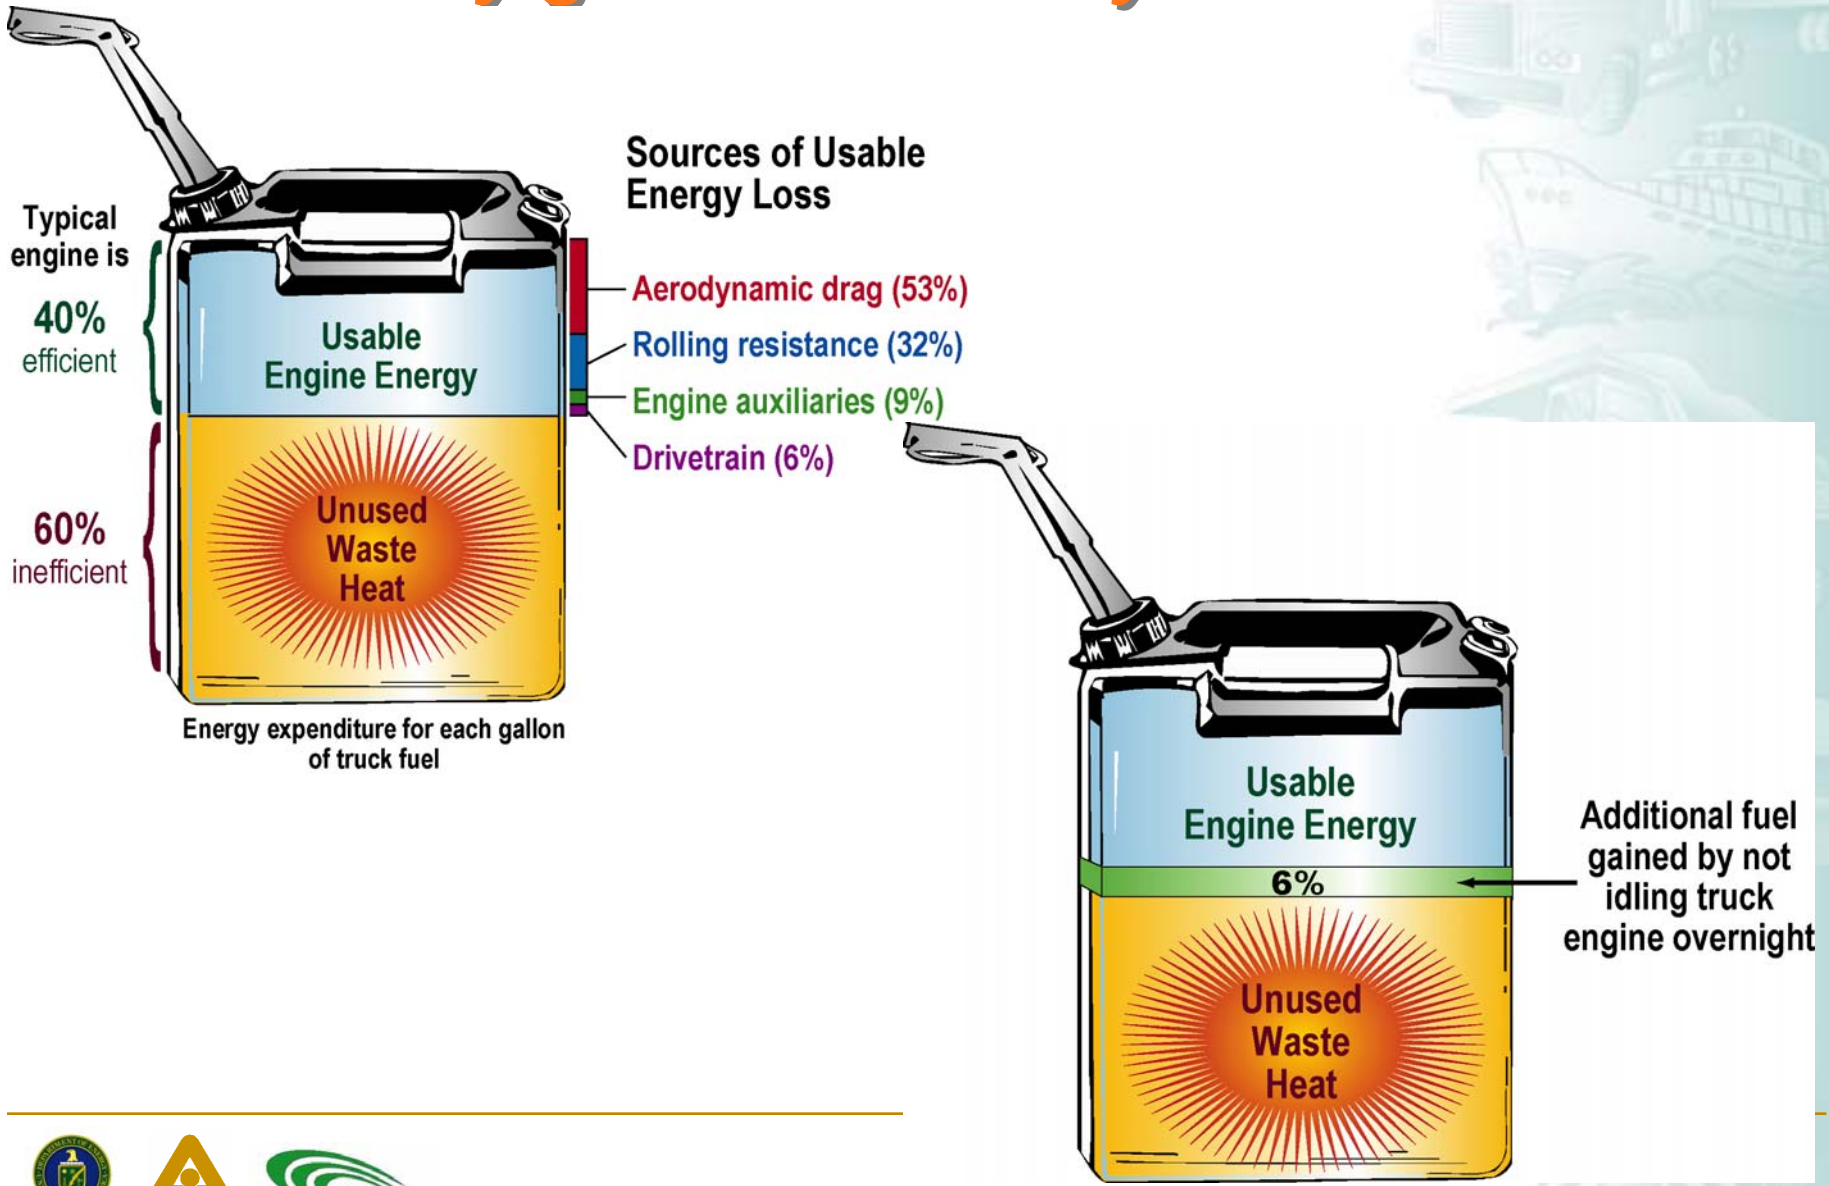 Sources of Usable
Energy Loss
Typical
engine is
40%
efficient
60%
inefficient
Usable
Engine Energy
Unused
Waste
Heat
Aerodynamic drag (53%)
Rolling resistance (32%)
Engine auxiliaries (9%)
Drivetrain (6%)
Energy expenditure for each gallon
of truck fuel
Usable
Engine Energy
6%
Unused
Waste
Heat
Additional fuel
gained by not
idling truck
engine overnight